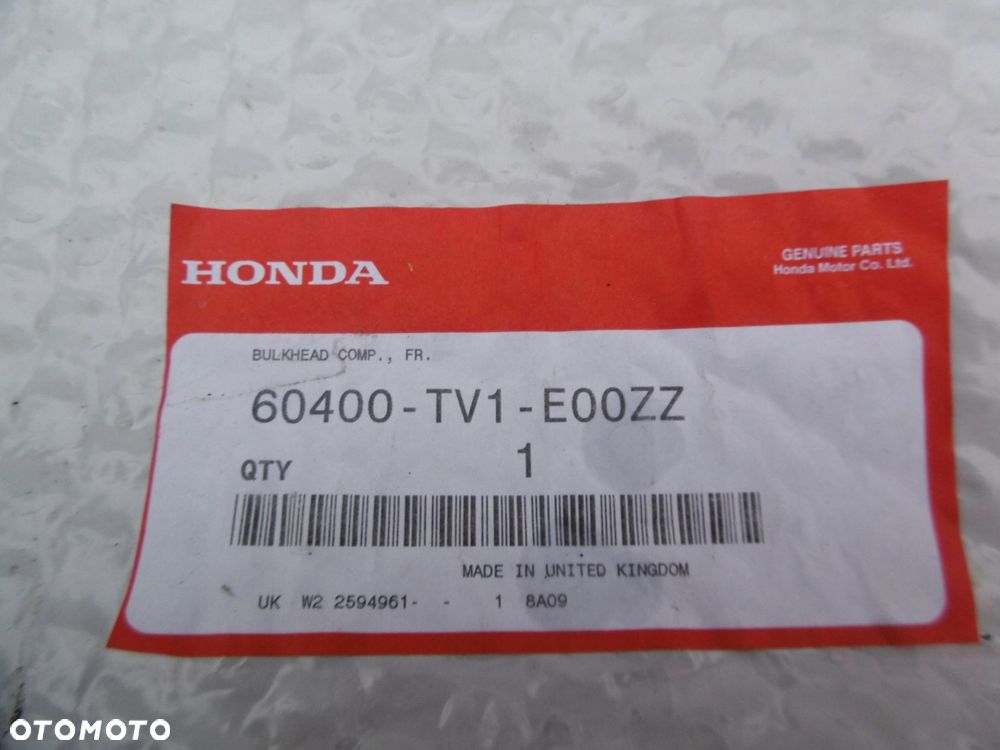 HONDA
GENUINE PARTS
Honda Motor Co. Ltd.
BULKHEAD COMP., FR.
60400-TV1-E00ZZ
QTY 1
MADE IN UNITED KINGDOM
UK W2 2594961- - 1 8A09
OTOMOTO